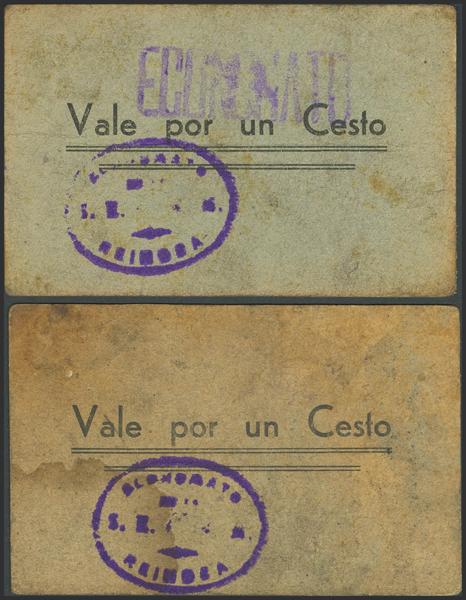 ECONOMATO
Vale por un Cesto
ECONOMATO
S. E.
REINOSA
Vale por un Cesto
ECONOMATO
S. E.
REINOSA